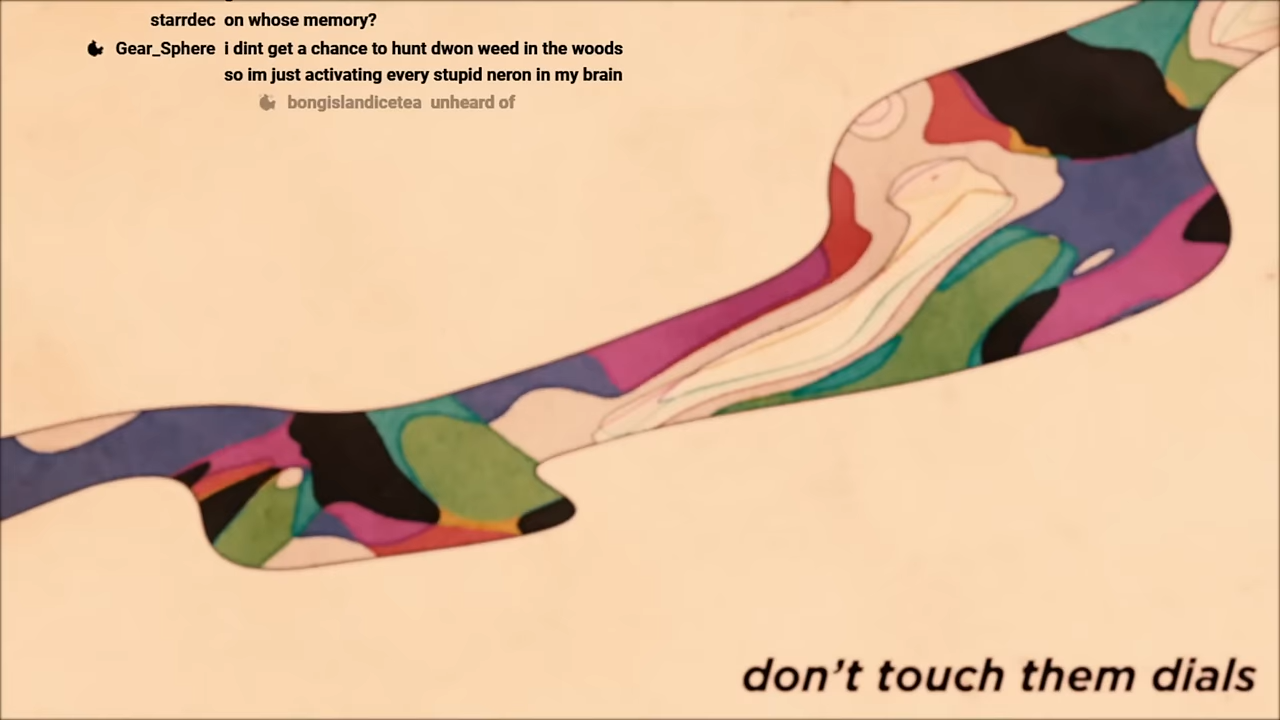 starrdec on whose memory?
Gear_Sphere i dint get a chance to hunt dwon weed in the woods
so im just activating every stupid neron in my brain
bongislandicetea unheard of
don't touch them dials